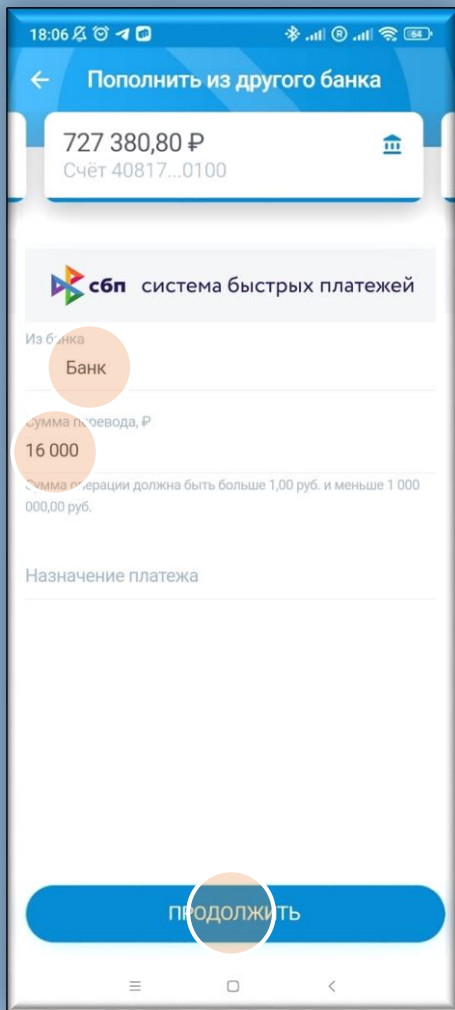 18:06 64
Пополнить из другого банка
727 380,80 ₽
Счёт 40817...0100
сбп система быстрых платежей
Из банка
Банк
Сумма перевода, ₽
16 000
Сумма операции должна быть больше 1,00 руб. и меньше 1 000
000,00 руб.
Назначение платежа
ПРОДОЛЖИТЬ